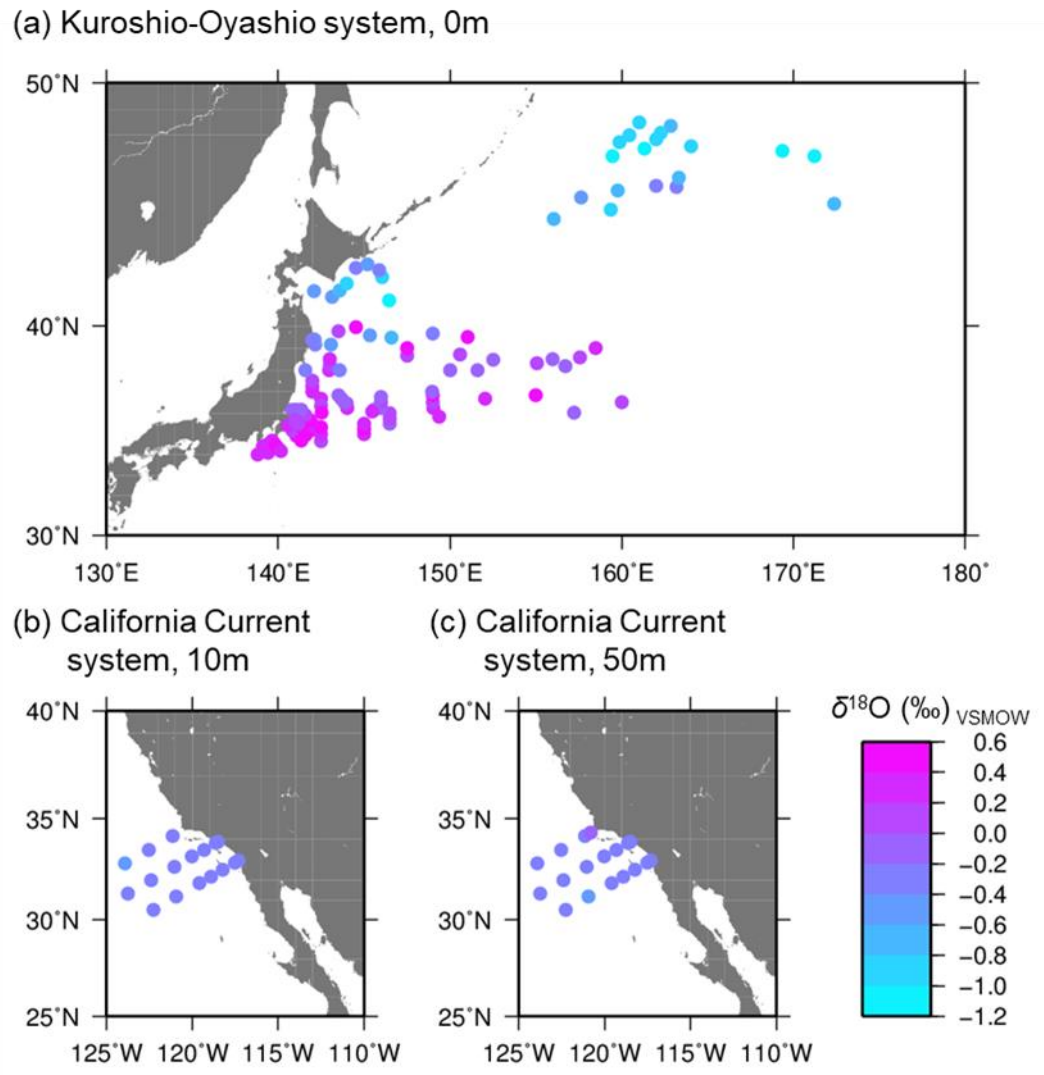 (a) Kuroshio-Oyashio system, 0m
50˚N
40˚N
30˚N
130˚E 140˚E 150˚E 160˚E 170˚E 180˚
(b) California Current
system, 10m
(c) California Current
system, 50m
40˚N
35˚N
30˚N
25˚N
125˚W 120˚W 115˚W 110˚W
40˚N
35˚N
30˚N
25˚N
125˚W 120˚W 115˚W 110˚W
δ¹⁸O (‰) VSMOW
0.6
0.4
0.2
0.0
−0.2
−0.4
−0.6
−0.8
−1.0
−1.2